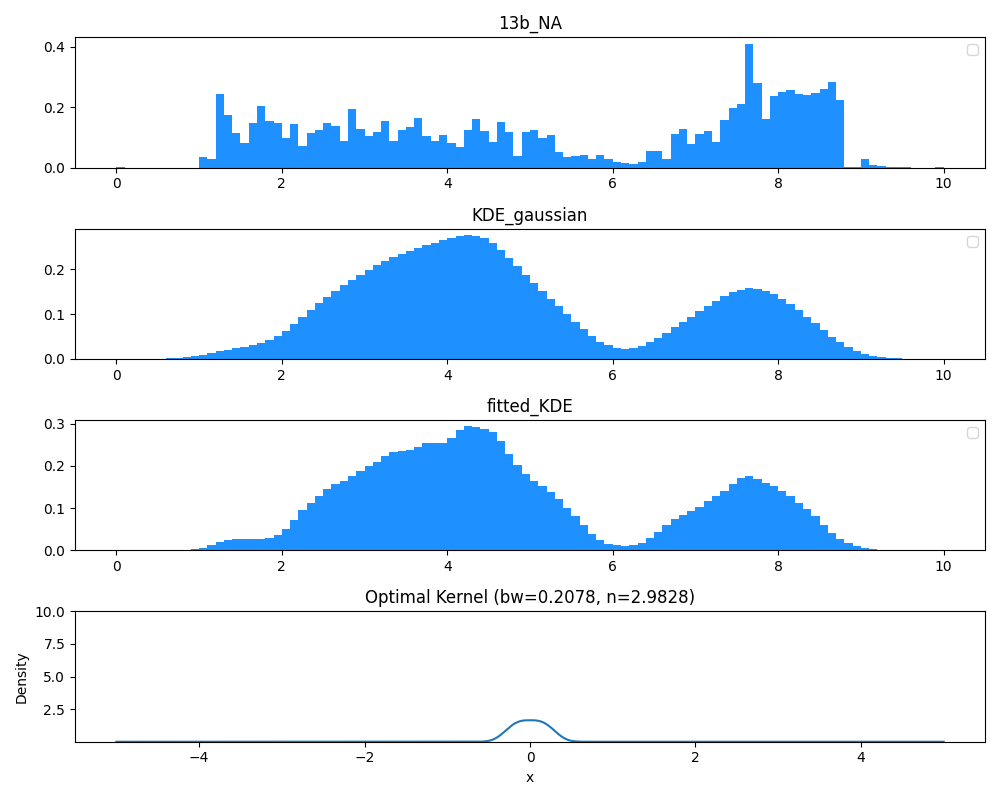 13b_NA
0.4
0.2
0.0
0 2 4 6 8 10
KDE_gaussian
0.2
0.1
0.0
0 2 4 6 8 10
fitted_KDE
0.3
0.2
0.1
0.0
0 2 4 6 8 10
Optimal Kernel (bw=0.2078, n=2.9828)
10.0
7.5
5.0
2.5
Density
−4 −2 0 2 4
x